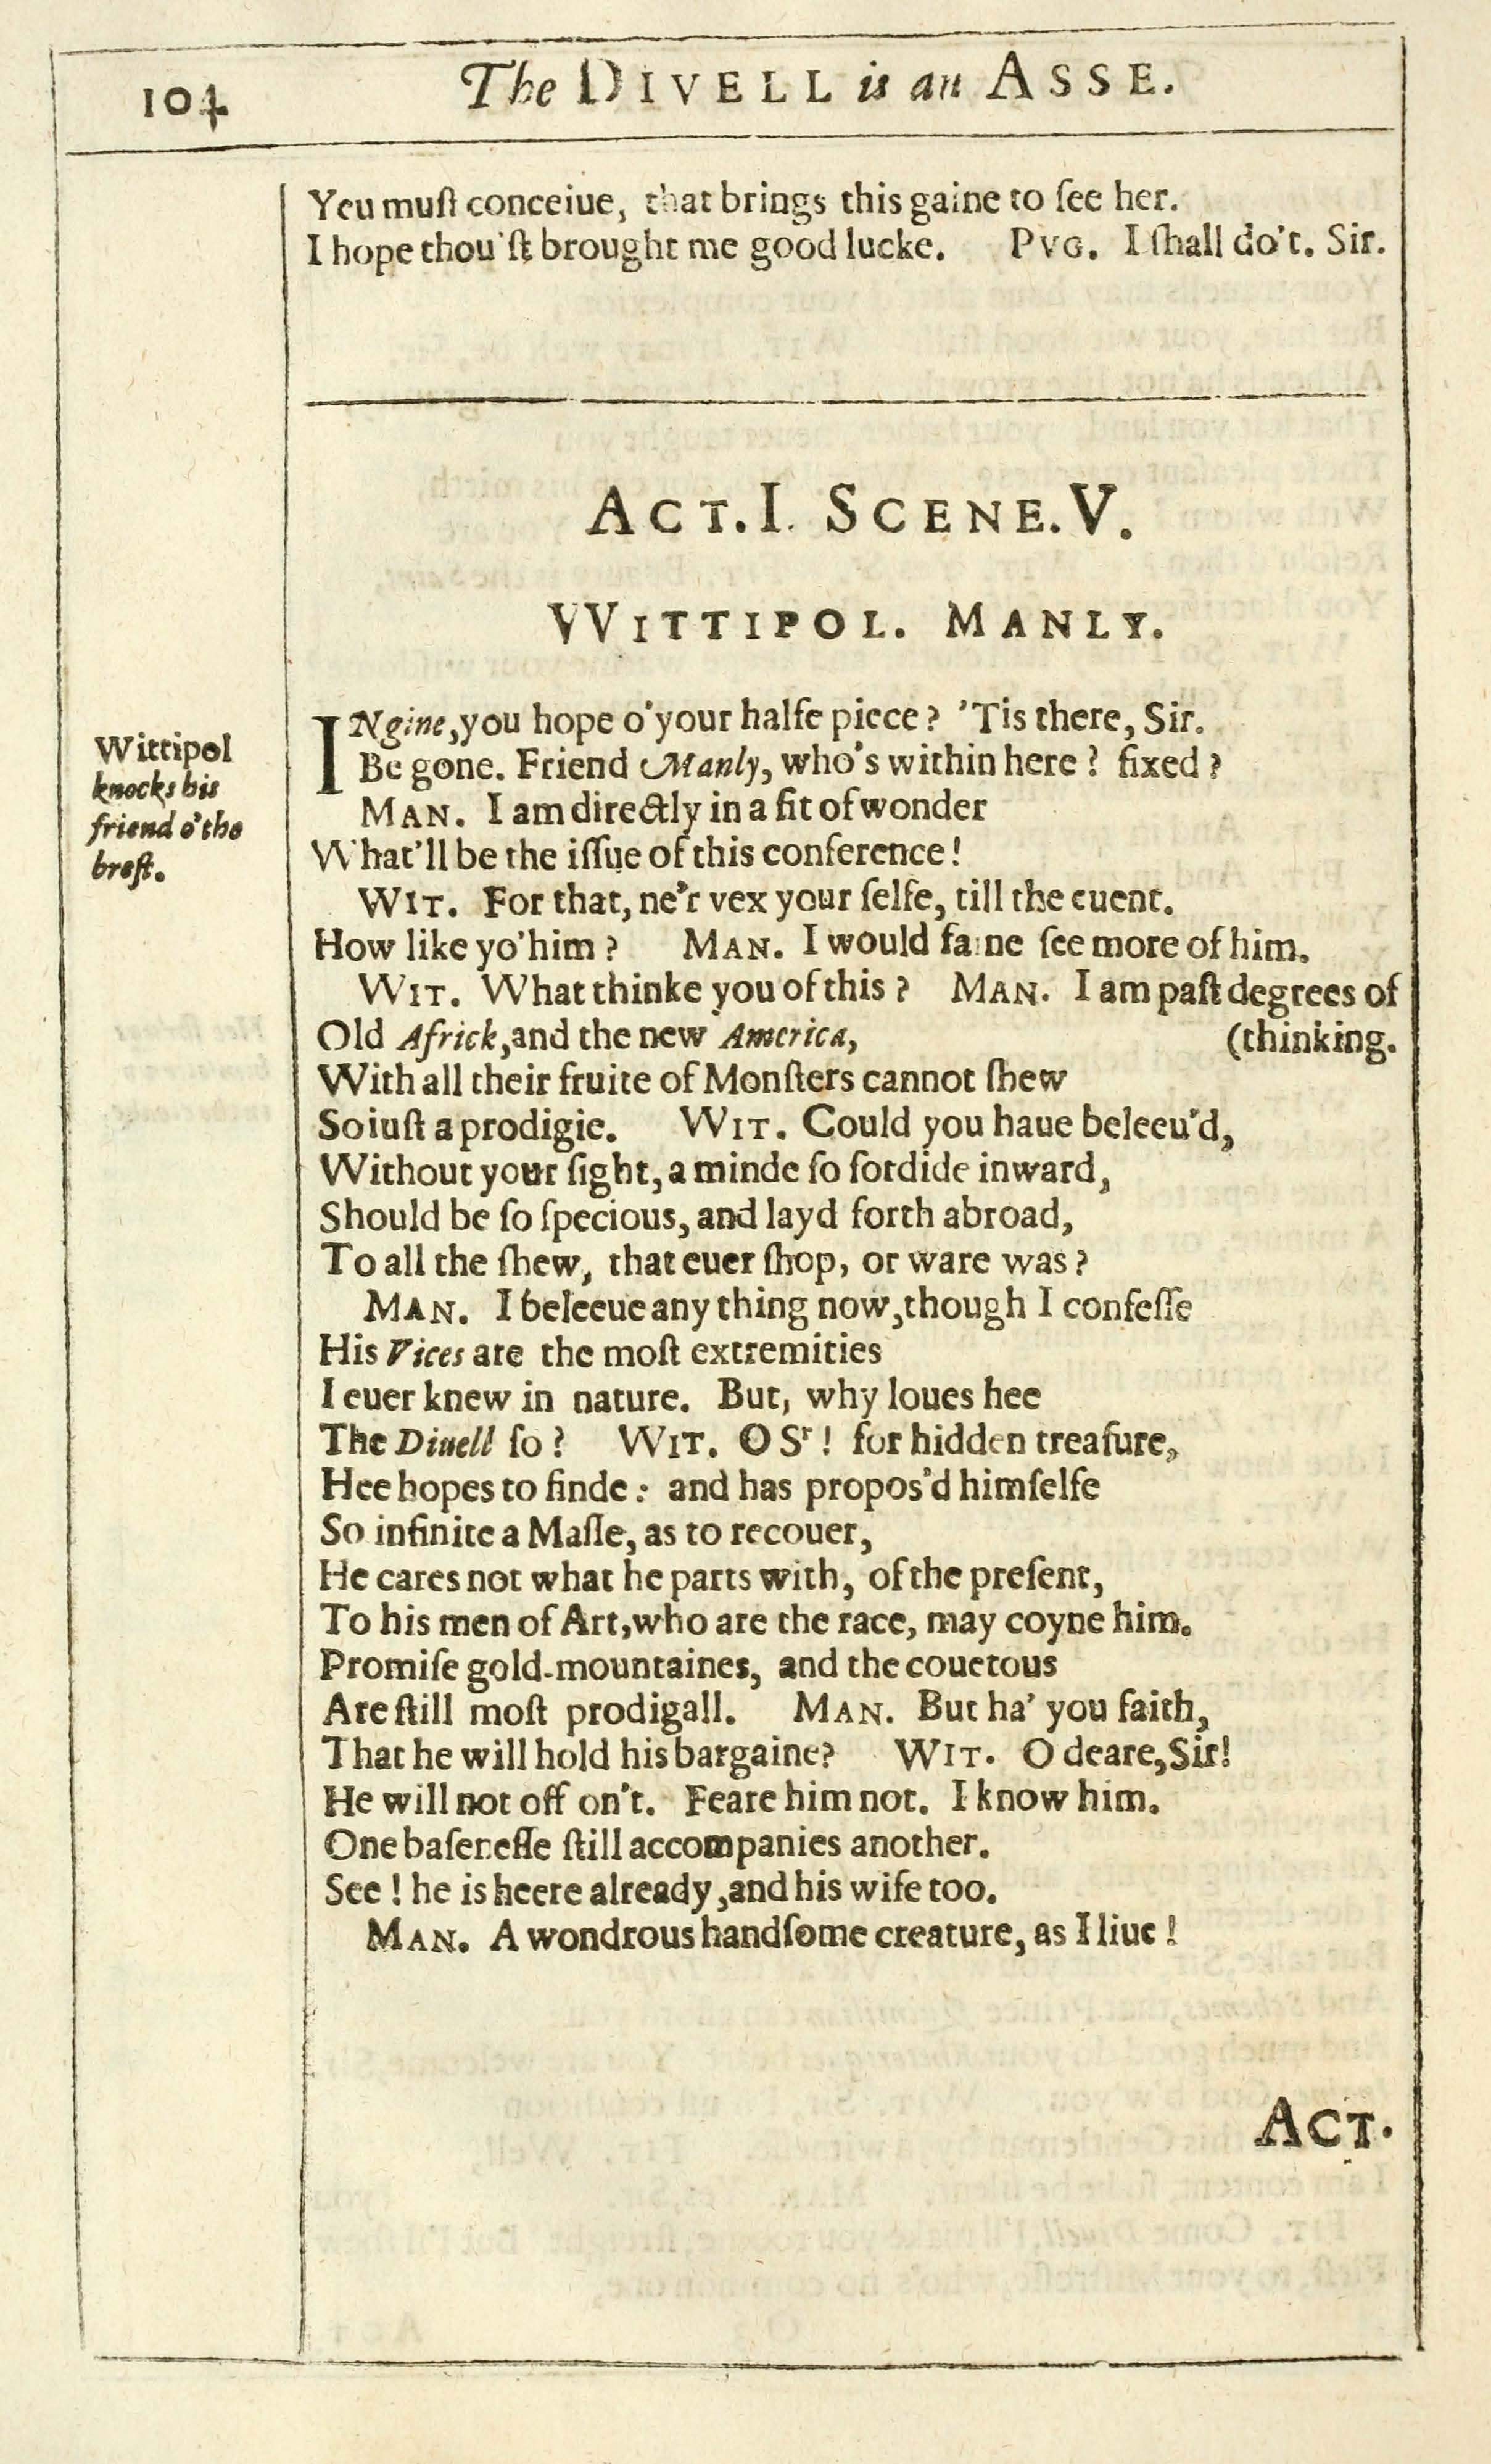 104
The DIVELL is an ASSE.
You muſt conceiue, that brings this gaine to ſee her.
I hope thou'ſt brought me good lucke. PVG. I ſhall do't. Sir.
ACT. I. SCENE. V.
VVITTIPOL. MANLY.
INgine, you hope o'your halfe piece? 'Tis there, Sir.
Be gone. Friend Manly, who's within here? fixed?
Wittipol
knocks his
friend o'the
breſt.
MAN. I am directly in a fit of wonder
What'll be the iſſue of this conference!
WIT. For that, ne'r vex your ſelfe, till the euent.
How like yo'him? MAN. I would faine ſee more of him.
WIT. What thinke you of this? MAN. I am paſt degrees of
Old Africk, and the new America, (thinking.
With all their fruite of Monſters cannot ſhew
So iuſt a prodigie. WIT. Could you haue beleeu'd,
Without your ſight, a minde ſo ſordide inward,
Should be ſo ſpecious, and layd forth abroad,
To all the ſhew, that euer ſhop, or ware was?
MAN. I beleeue any thing now, though I confeſſe
His Vices are the moſt extremities
I euer knew in nature. But, why loues hee
The Diuell ſo? WIT. O Sʳ! for hidden treaſure,
Hee hopes to finde: and has propos'd himſelfe
So infinite a Maſſe, as to recouer,
He cares not what he parts with, of the preſent,
To his men of Art, who are the race, may coyne him.
Promiſe gold-mountaines, and the couetous
Are ſtill moſt prodigall. MAN. But ha' you faith,
That he will hold his bargaine? WIT. O deare, Sir!
He will not off on't. Feare him not. I know him.
One baſeneſſe ſtill accompanies another.
See! he is heere already, and his wife too.
MAN. A wondrous handſome creature, as I liue!
ACT.